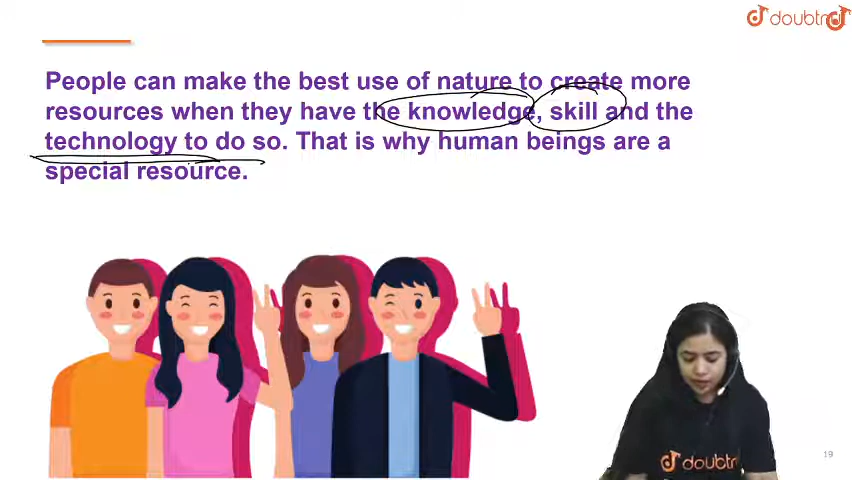 doubtnut
People can make the best use of nature to create more
resources when they have the knowledge, skill and the
technology to do so. That is why human beings are a
special resource.
19